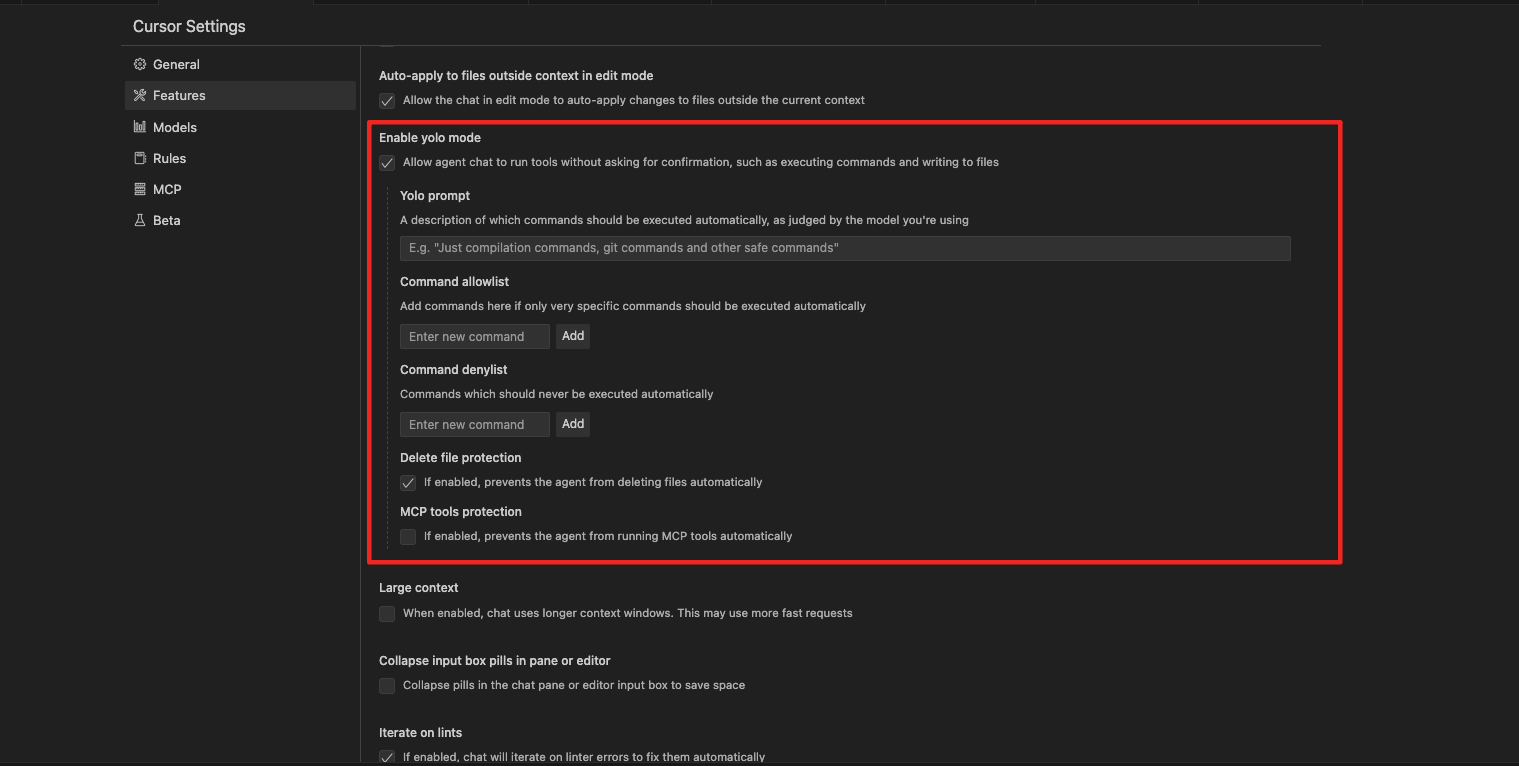 Cursor Settings
General
Features
Models
Rules
MCP
Beta
Auto-apply to files outside context in edit mode
Allow the chat in edit mode to auto-apply changes to files outside the current context
Enable yolo mode
Allow agent chat to run tools without asking for confirmation, such as executing commands and writing to files
Yolo prompt
A description of which commands should be executed automatically, as judged by the model you're using
E.g. "Just compilation commands, git commands and other safe commands"
Command allowlist
Add commands here if only very specific commands should be executed automatically
Enter new command Add
Command denylist
Commands which should never be executed automatically
Enter new command Add
Delete file protection
If enabled, prevents the agent from deleting files automatically
MCP tools protection
If enabled, prevents the agent from running MCP tools automatically
Large context
When enabled, chat uses longer context windows. This may use more fast requests
Collapse input box pills in pane or editor
Collapse pills in the chat pane or editor input box to save space
Iterate on lints
If enabled, chat will iterate on linter errors to fix them automatically